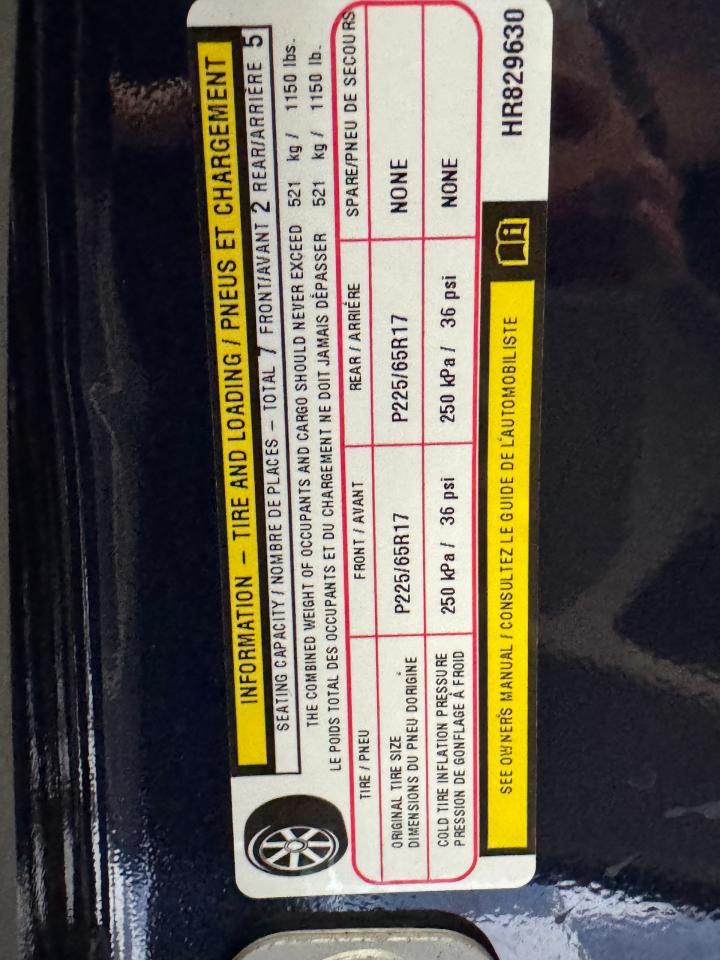 INFORMATION – TIRE AND LOADING / PNEUS ET CHARGEMENT
SEATING CAPACITY / NOMBRE DE PLACES – TOTAL 7 FRONT/AVANT 2 REAR/ARRIÈRE 5
THE COMBINED WEIGHT OF OCCUPANTS AND CARGO SHOULD NEVER EXCEED 521 kg / 1150 lbs.
LE POIDS TOTAL DES OCCUPANTS ET DU CHARGEMENT NE DOIT JAMAIS DÉPASSER 521 kg / 1150 lb.
TIRE / PNEU FRONT / AVANT REAR / ARRIÉRE SPARE/PNEU DE SECOURS
ORIGINAL TIRE SIZE
DIMENSIONS DU PNEU DORIGINE P225/65R17 P225/65R17 NONE
COLD TIRE INFLATION PRESSURE
PRESSION DE GONFLAGE À FROID 250 kPa / 36 psi 250 kPa / 36 psi NONE
SEE OWNER'S MANUAL / CONSULTEZ LE GUIDE DE L'AUTOMOBILISTE
HR829630